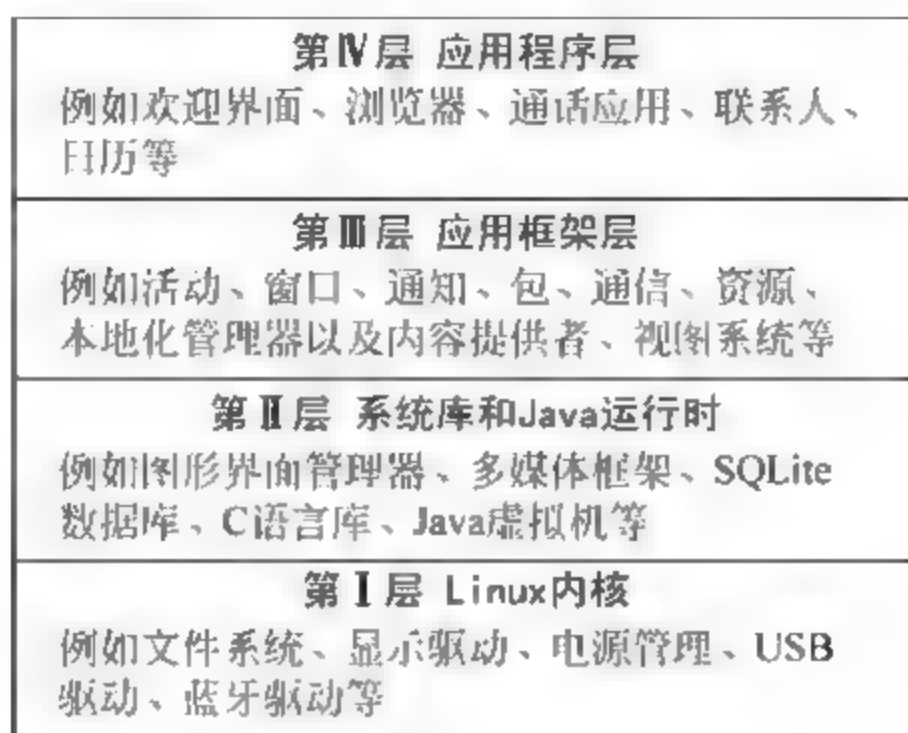 第Ⅳ层 应用程序层
例如欢迎界面、浏览器、通话应用、联系人、
日历等
第Ⅲ层 应用框架层
例如活动、窗口、通知、包、通信、资源、
本地化管理器以及内容提供者、视图系统等
第Ⅱ层 系统库和Java运行时
例如图形界面管理器、多媒体框架、SQLite
数据库、C语言库、Java虚拟机等
第Ⅰ层 Linux内核
例如文件系统、显示驱动、电源管理、USB
驱动、蓝牙驱动等